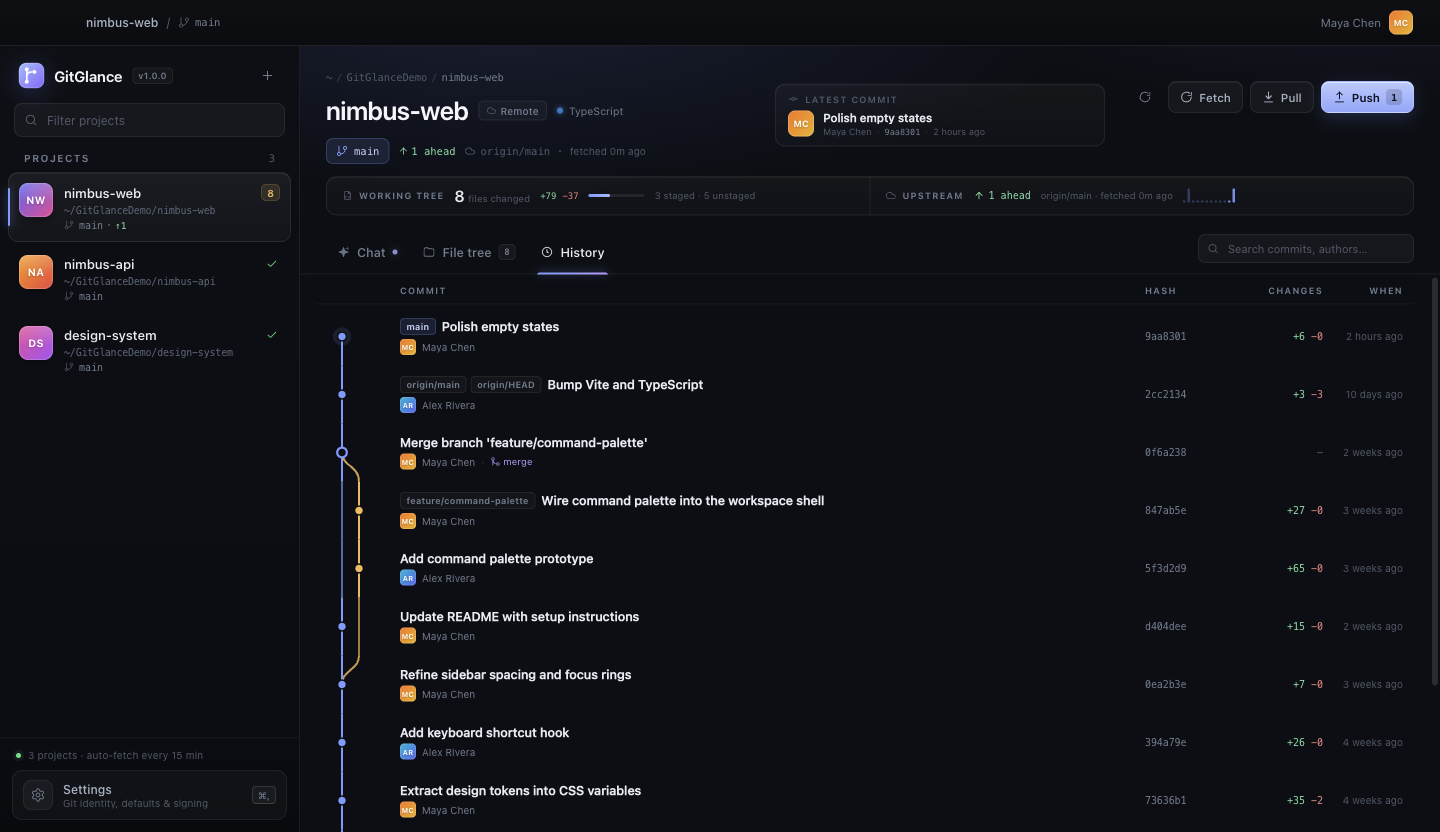 nimbus-web / main
Maya Chen MC
GitGlance v1.0.0
Filter projects
PROJECTS 3
NW nimbus-web 8
~/GitGlanceDemo/nimbus-web
main · ↑1
NA nimbus-api
~/GitGlanceDemo/nimbus-api
main
DS design-system
~/GitGlanceDemo/design-system
main
3 projects · auto-fetch every 15 min
Settings
Git identity, defaults & signing
⌘,
~ / GitGlanceDemo / nimbus-web
nimbus-web Remote TypeScript
main ↑ 1 ahead origin/main · fetched 0m ago
LATEST COMMIT
MC Polish empty states
Maya Chen · 9aa8301 · 2 hours ago
Fetch Pull Push 1
WORKING TREE 8 files changed +79 −37 3 staged · 5 unstaged
UPSTREAM ↑ 1 ahead origin/main · fetched 0m ago
Chat File tree 8 History
Search commits, authors...
COMMIT HASH CHANGES WHEN
main Polish empty states
MC Maya Chen
9aa8301 +6 −0 2 hours ago
origin/main origin/HEAD Bump Vite and TypeScript
AR Alex Rivera
2cc2134 +3 −3 10 days ago
Merge branch 'feature/command-palette'
MC Maya Chen · merge
0f6a238 — 2 weeks ago
feature/command-palette Wire command palette into the workspace shell
MC Maya Chen
847ab5e +27 −0 3 weeks ago
Add command palette prototype
AR Alex Rivera
5f3d2d9 +65 −0 3 weeks ago
Update README with setup instructions
MC Maya Chen
d404dee +15 −0 2 weeks ago
Refine sidebar spacing and focus rings
MC Maya Chen
0ea2b3e +7 −0 3 weeks ago
Add keyboard shortcut hook
AR Alex Rivera
394a79e +26 −0 4 weeks ago
Extract design tokens into CSS variables
MC Maya Chen
73636b1 +35 −2 4 weeks ago